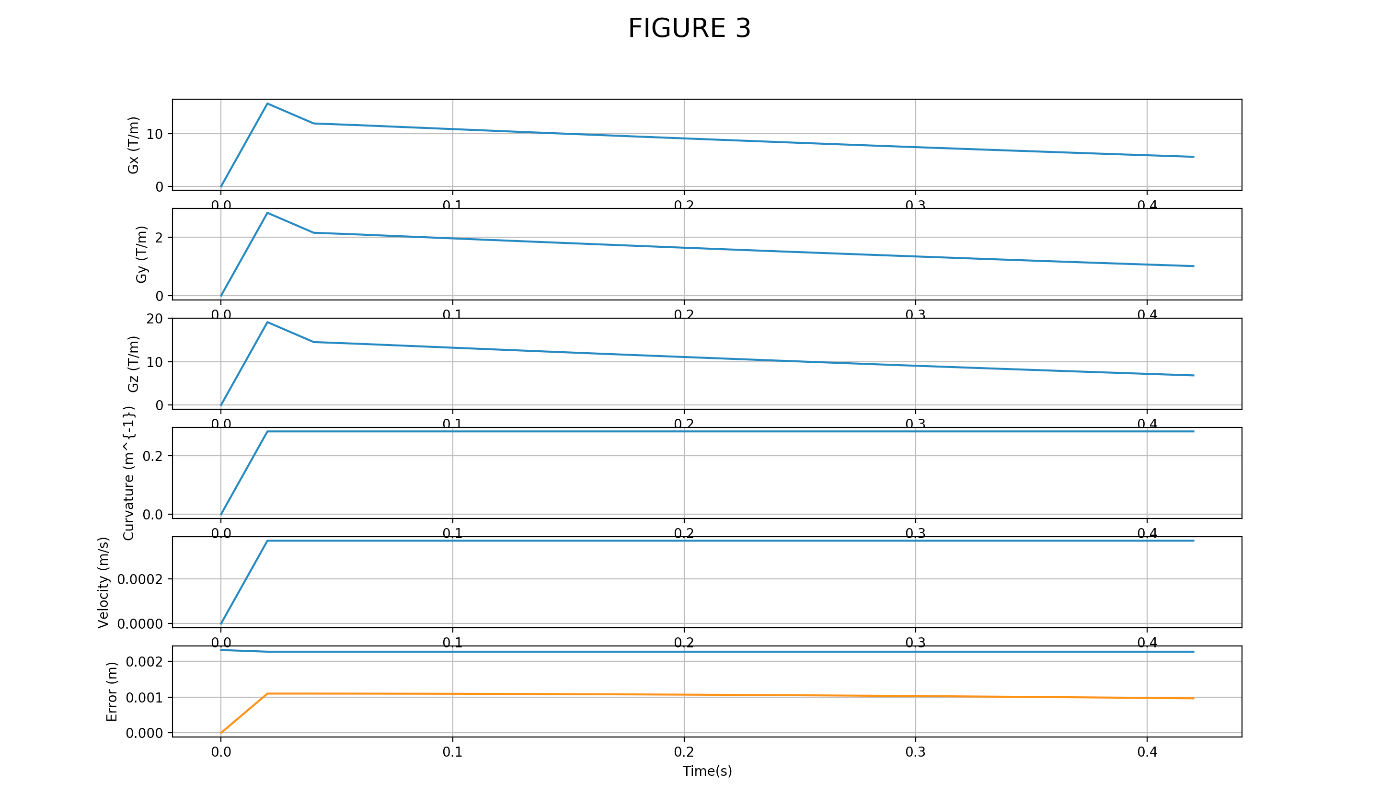 FIGURE 3
Gx (T/m)
10
0
0.0 0.1 0.2 0.3 0.4
Gy (T/m)
2
0
0.0 0.1 0.2 0.3 0.4
Gz (T/m)
20
10
0
0.0 0.1 0.2 0.3 0.4
Curvature (m^{-1})
0.2
0.0
0.0 0.1 0.2 0.3 0.4
Velocity (m/s)
0.0002
0.0000
0.0 0.1 0.2 0.3 0.4
Error (m)
0.002
0.001
0.000
0.0 0.1 0.2 0.3 0.4
Time(s)